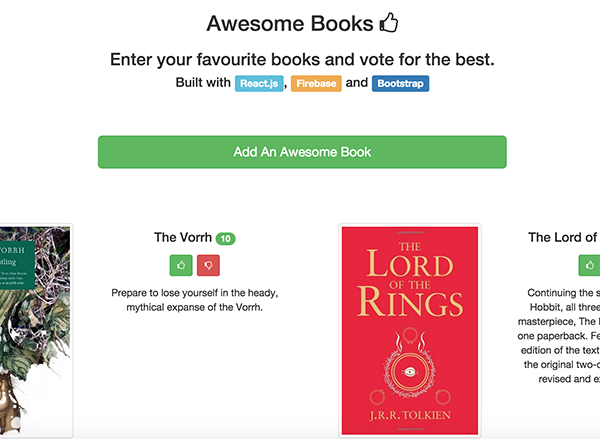 Awesome Books
Enter your favourite books and vote for the best.
Built with React.js, Firebase and Bootstrap
Add An Awesome Book
VORRH
The Vorrh 10
Prepare to lose yourself in the heady,
mythical expanse of the Vorrh.
THE
LORD
OF THE
RINGS
J.R.R. TOLKIEN
The Lord of
Continuing the s
Hobbit, all three
masterpiece, The
one paperback. Fe
edition of the text
the original two-c
revised and e